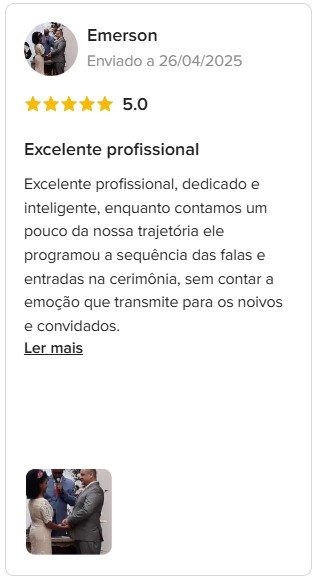 Emerson
Enviado a 26/04/2025
5.0
Excelente profissional
Excelente profissional, dedicado e
inteligente, enquanto contamos um
pouco da nossa trajetória ele
programou a sequência das falas e
entradas na cerimônia, sem contar a
emoção que transmite para os noivos
e convidados.
Ler mais